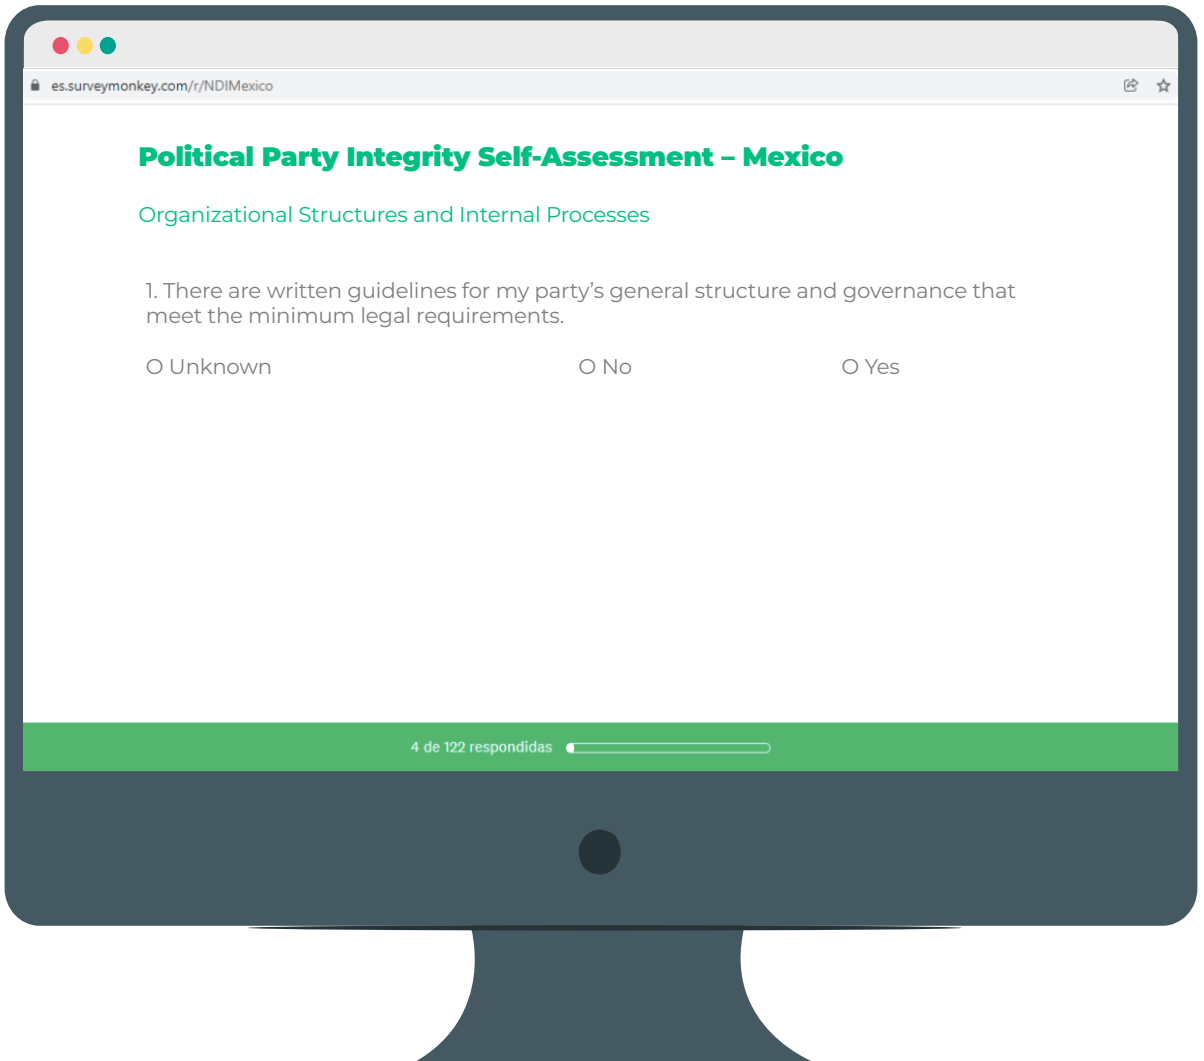 es.surveymonkey.com/r/NDIMexico
Political Party Integrity Self-Assessment – Mexico
Organizational Structures and Internal Processes
1. There are written guidelines for my party’s general structure and governance that
meet the minimum legal requirements.
O Unknown O No O Yes
4 de 122 respondidas